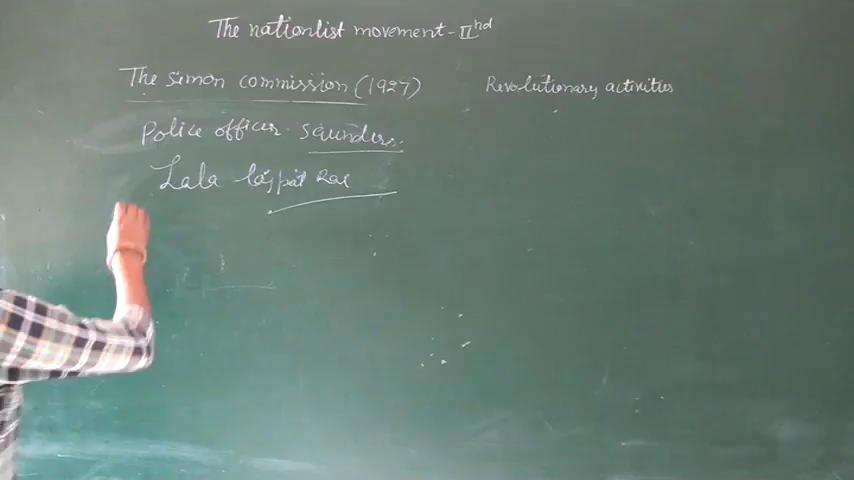 The nationlist movement - IInd
The simon commission (1927)
Revolutionary activities
Police officer. Saunders.
Lala lajpat Rai